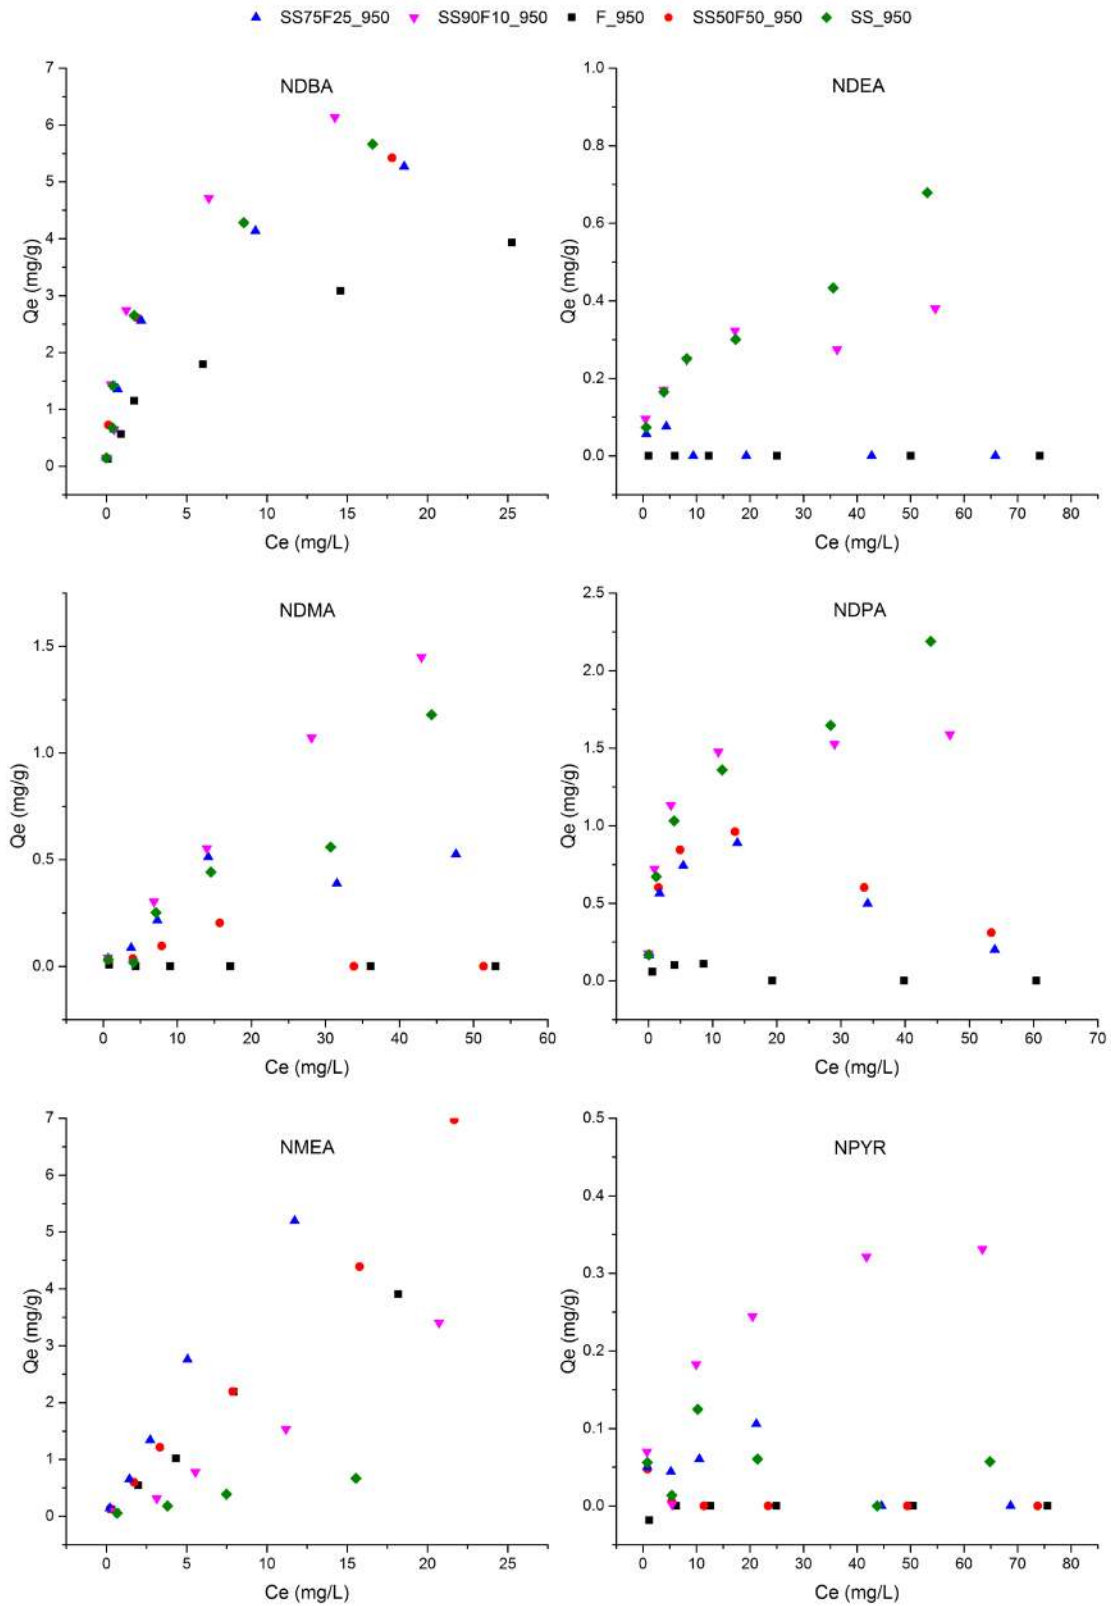 SS75F25_950 SS90F10_950 F_950 SS50F50_950 SS_950
NDBA
7
6
5
4
3
2
1
0
Qe (mg/g)
0 5 10 15 20 25
Ce (mg/L)
NDEA
1.0
0.8
0.6
0.4
0.2
0.0
Qe (mg/g)
0 10 20 30 40 50 60 70 80
Ce (mg/L)
NDMA
1.5
1.0
0.5
0.0
Qe (mg/g)
0 10 20 30 40 50 60
Ce (mg/L)
NDPA
2.5
2.0
1.5
1.0
0.5
0.0
Qe (mg/g)
0 10 20 30 40 50 60 70
Ce (mg/L)
NMEA
7
6
5
4
3
2
1
0
Qe (mg/g)
0 5 10 15 20 25
Ce (mg/L)
NPYR
0.5
0.4
0.3
0.2
0.1
0.0
Qe (mg/g)
0 10 20 30 40 50 60 70 80
Ce (mg/L)